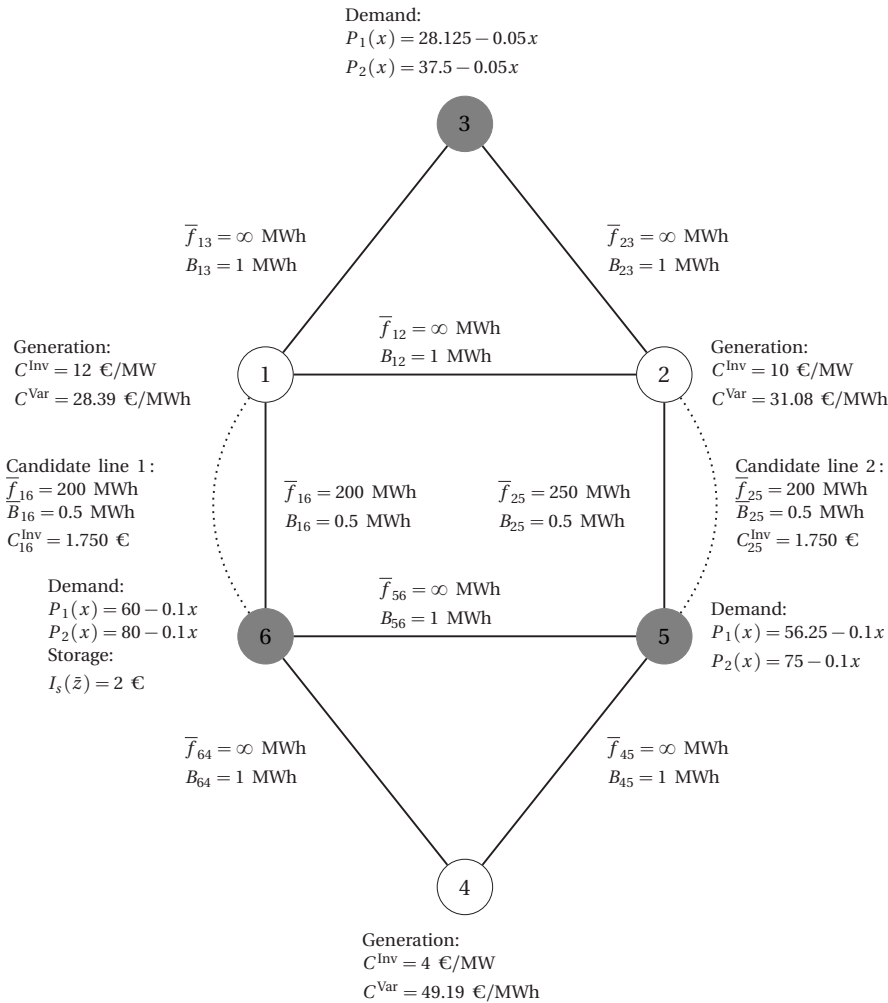 Demand:
P₁(x) = 28.125 − 0.05x
P₂(x) = 37.5 − 0.05x
3
f̅₁₃ = ∞ MWh
B₁₃ = 1 MWh
f̅₂₃ = ∞ MWh
B₂₃ = 1 MWh
f̅₁₂ = ∞ MWh
B₁₂ = 1 MWh
Generation:
C^Inv = 12 €/MW
C^Var = 28.39 €/MWh
1
2
Generation:
C^Inv = 10 €/MW
C^Var = 31.08 €/MWh
Candidate line 1:
f̅₁₆ = 200 MWh
B̅₁₆ = 0.5 MWh
C₁₆^Inv = 1.750 €
f̅₁₆ = 200 MWh
B₁₆ = 0.5 MWh
f̅₂₅ = 250 MWh
B₂₅ = 0.5 MWh
Candidate line 2:
f̅₂₅ = 200 MWh
B̅₂₅ = 0.5 MWh
C₂₅^Inv = 1.750 €
Demand:
P₁(x) = 60 − 0.1x
P₂(x) = 80 − 0.1x
Storage:
I_s(z̄) = 2 €
6
f̅₅₆ = ∞ MWh
B₅₆ = 1 MWh
5
Demand:
P₁(x) = 56.25 − 0.1x
P₂(x) = 75 − 0.1x
f̅₆₄ = ∞ MWh
B₆₄ = 1 MWh
f̅₄₅ = ∞ MWh
B₄₅ = 1 MWh
4
Generation:
C^Inv = 4 €/MW
C^Var = 49.19 €/MWh